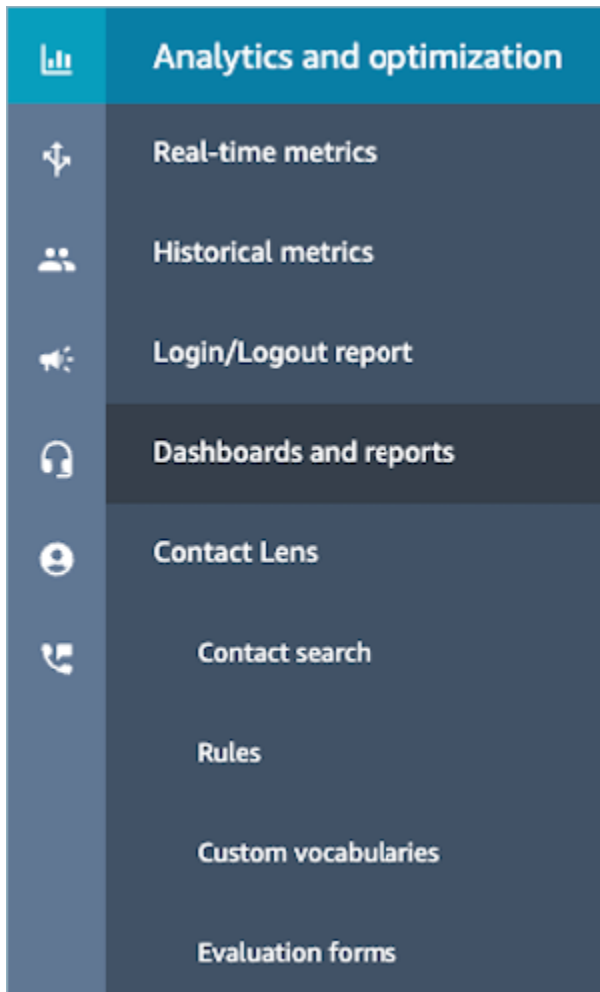 Analytics and optimization
Real-time metrics
Historical metrics
Login/Logout report
Dashboards and reports
Contact Lens
Contact search
Rules
Custom vocabularies
Evaluation forms